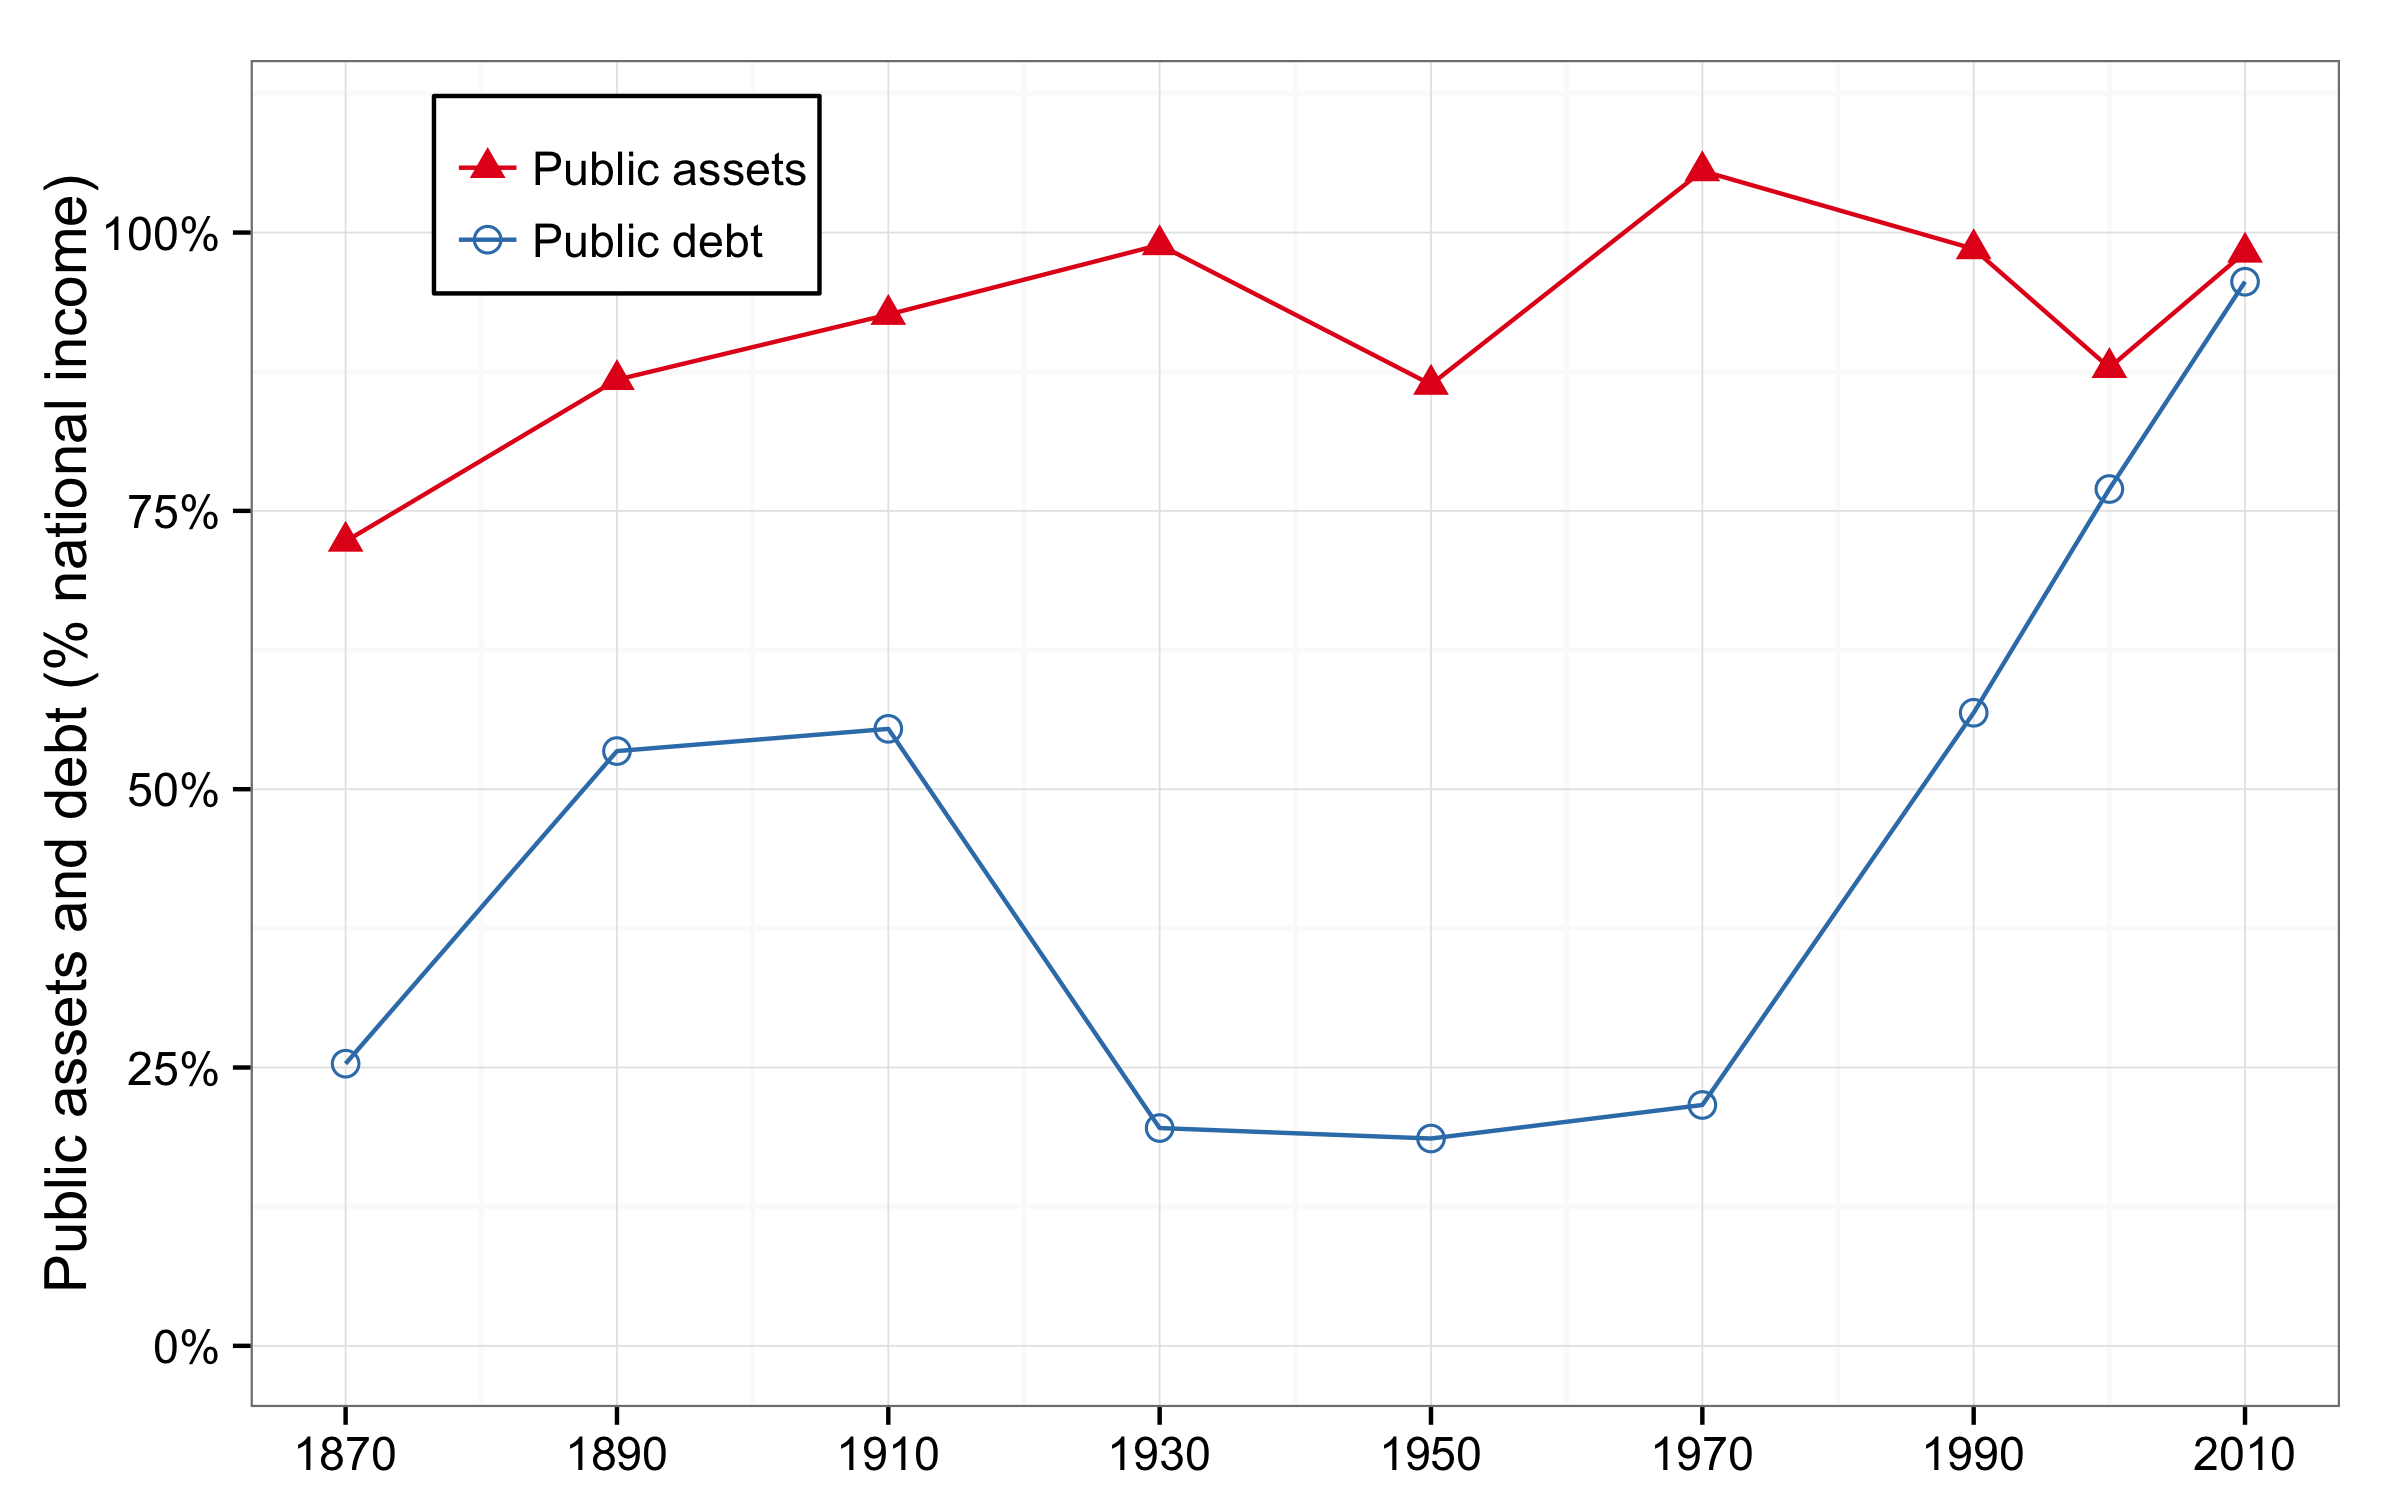 Public assets and debt (% national income)
Public assets
Public debt
100%
75%
50%
25%
0%
1870 1890 1910 1930 1950 1970 1990 2010